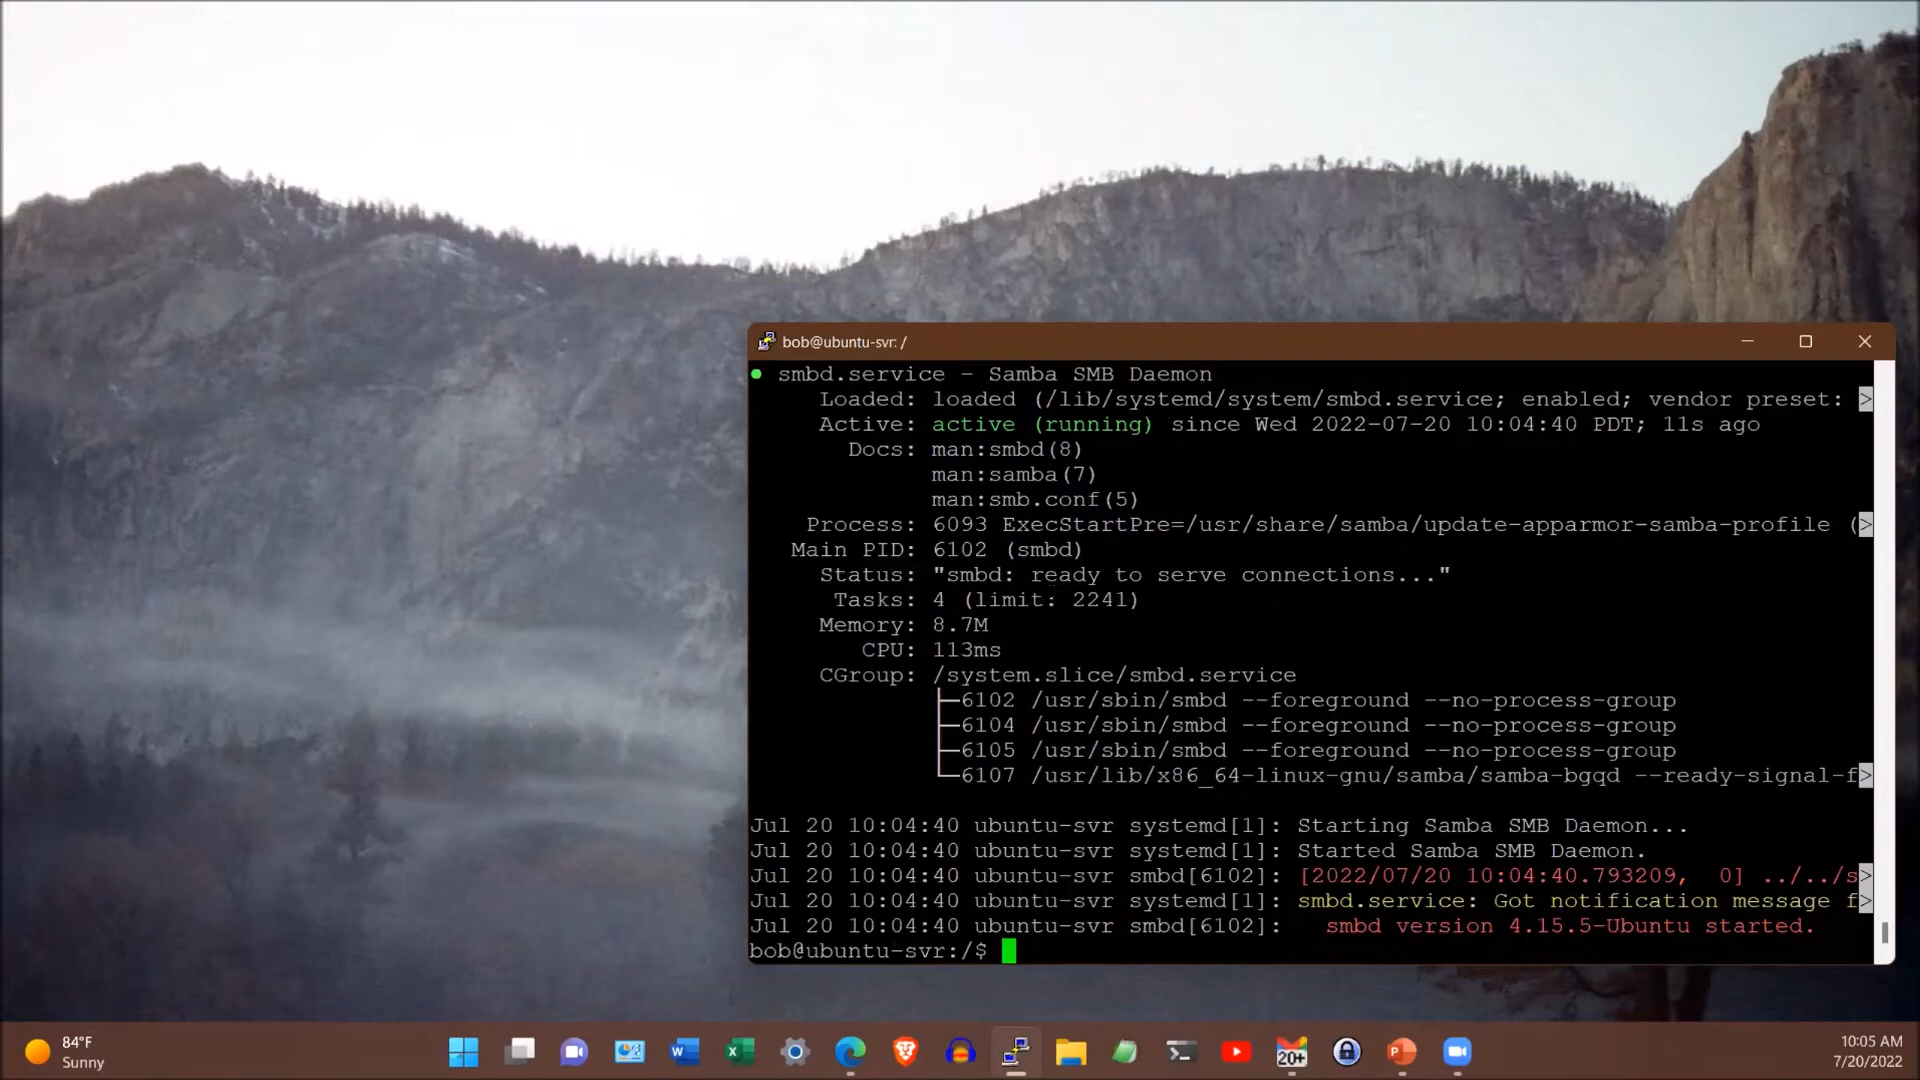 bob@ubuntu-svr: /
● smbd.service - Samba SMB Daemon
Loaded: loaded (/lib/systemd/system/smbd.service; enabled; vendor preset: >
Active: active (running) since Wed 2022-07-20 10:04:40 PDT; 11s ago
Docs: man:smbd(8)
man:samba(7)
man:smb.conf(5)
Process: 6093 ExecStartPre=/usr/share/samba/update-apparmor-samba-profile (>
Main PID: 6102 (smbd)
Status: "smbd: ready to serve connections..."
Tasks: 4 (limit: 2241)
Memory: 8.7M
CPU: 113ms
CGroup: /system.slice/smbd.service
├─6102 /usr/sbin/smbd --foreground --no-process-group
├─6104 /usr/sbin/smbd --foreground --no-process-group
├─6105 /usr/sbin/smbd --foreground --no-process-group
└─6107 /usr/lib/x86_64-linux-gnu/samba/samba-bgqd --ready-signal-f>
Jul 20 10:04:40 ubuntu-svr systemd[1]: Starting Samba SMB Daemon...
Jul 20 10:04:40 ubuntu-svr systemd[1]: Started Samba SMB Daemon.
Jul 20 10:04:40 ubuntu-svr smbd[6102]: [2022/07/20 10:04:40.793209,  0] ../../s>
Jul 20 10:04:40 ubuntu-svr systemd[1]: smbd.service: Got notification message f>
Jul 20 10:04:40 ubuntu-svr smbd[6102]:   smbd version 4.15.5-Ubuntu started.
bob@ubuntu-svr:/$
84°F
Sunny
20+
10:05 AM
7/20/2022